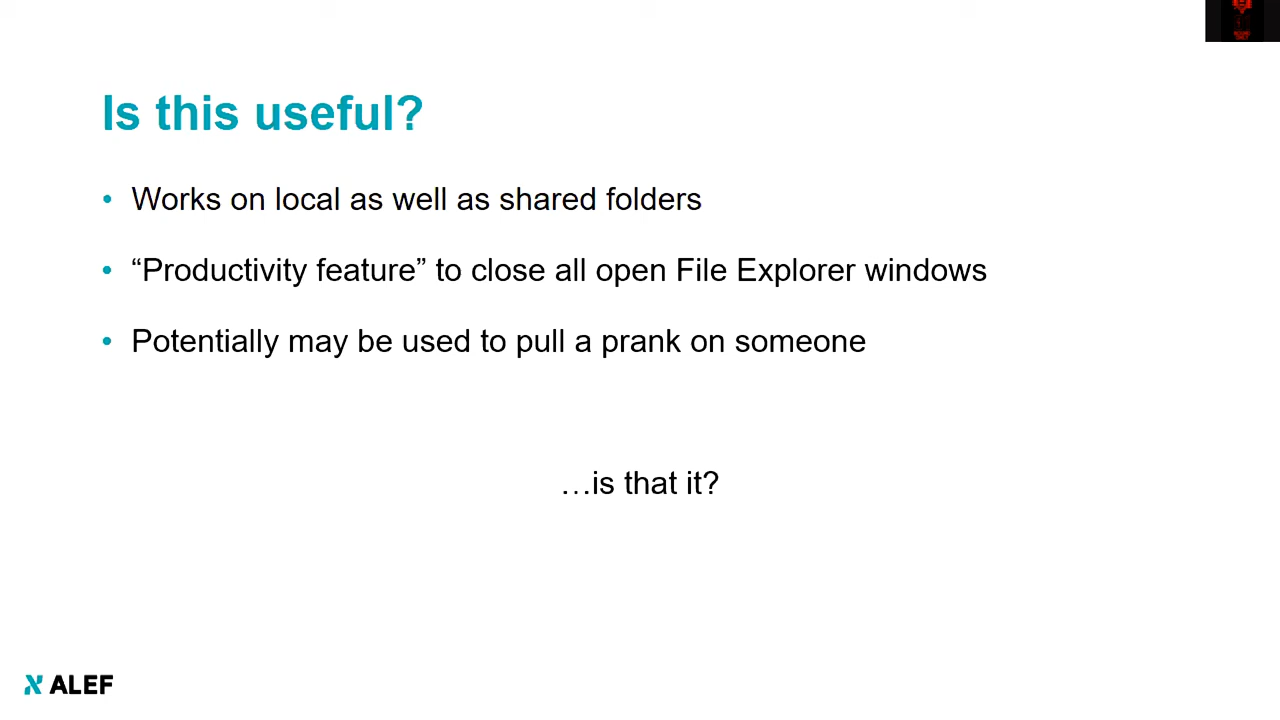 Is this useful?
• Works on local as well as shared folders
• “Productivity feature” to close all open File Explorer windows
• Potentially may be used to pull a prank on someone
…is that it?
ALEF